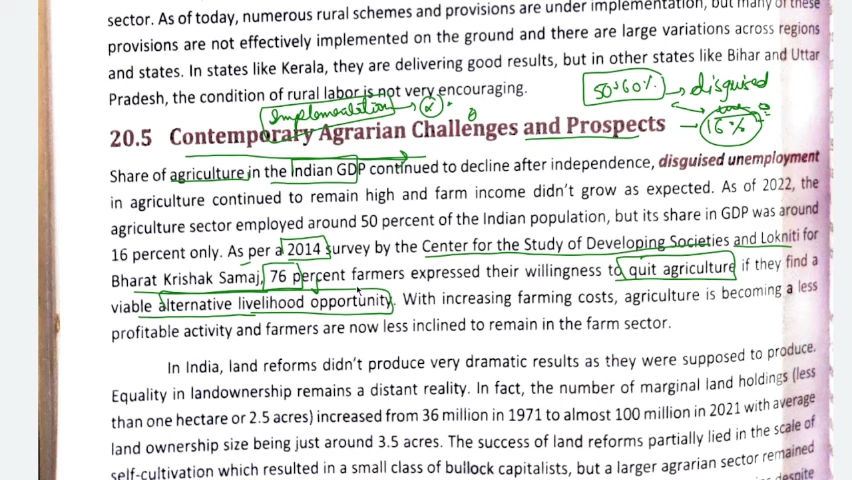 sector. As of today, numerous rural schemes and provisions are under implementation, but many of these
provisions are not effectively implemented on the ground and there are large variations across regions
and states. In states like Kerala, they are delivering good results, but in other states like Bihar and Uttar
Pradesh, the condition of rural labor is not very encouraging.
50-60% → disguised
Implementation
16%
20.5 Contemporary Agrarian Challenges and Prospects
Share of agriculture in the Indian GDP continued to decline after independence, disguised unemployment
in agriculture continued to remain high and farm income didn't grow as expected. As of 2022, the
agriculture sector employed around 50 percent of the Indian population, but its share in GDP was around
16 percent only. As per a 2014 survey by the Center for the Study of Developing Societies and Lokniti for
Bharat Krishak Samaj, 76 percent farmers expressed their willingness to quit agriculture if they find a
viable alternative livelihood opportunity. With increasing farming costs, agriculture is becoming a less
profitable activity and farmers are now less inclined to remain in the farm sector.
In India, land reforms didn't produce very dramatic results as they were supposed to produce.
Equality in landownership remains a distant reality. In fact, the number of marginal land holdings (less
than one hectare or 2.5 acres) increased from 36 million in 1971 to almost 100 million in 2021 with average
land ownership size being just around 3.5 acres. The success of land reforms partially lied in the scale of
self-cultivation which resulted in a small class of bullock capitalists, but a larger agrarian sector remained
despite